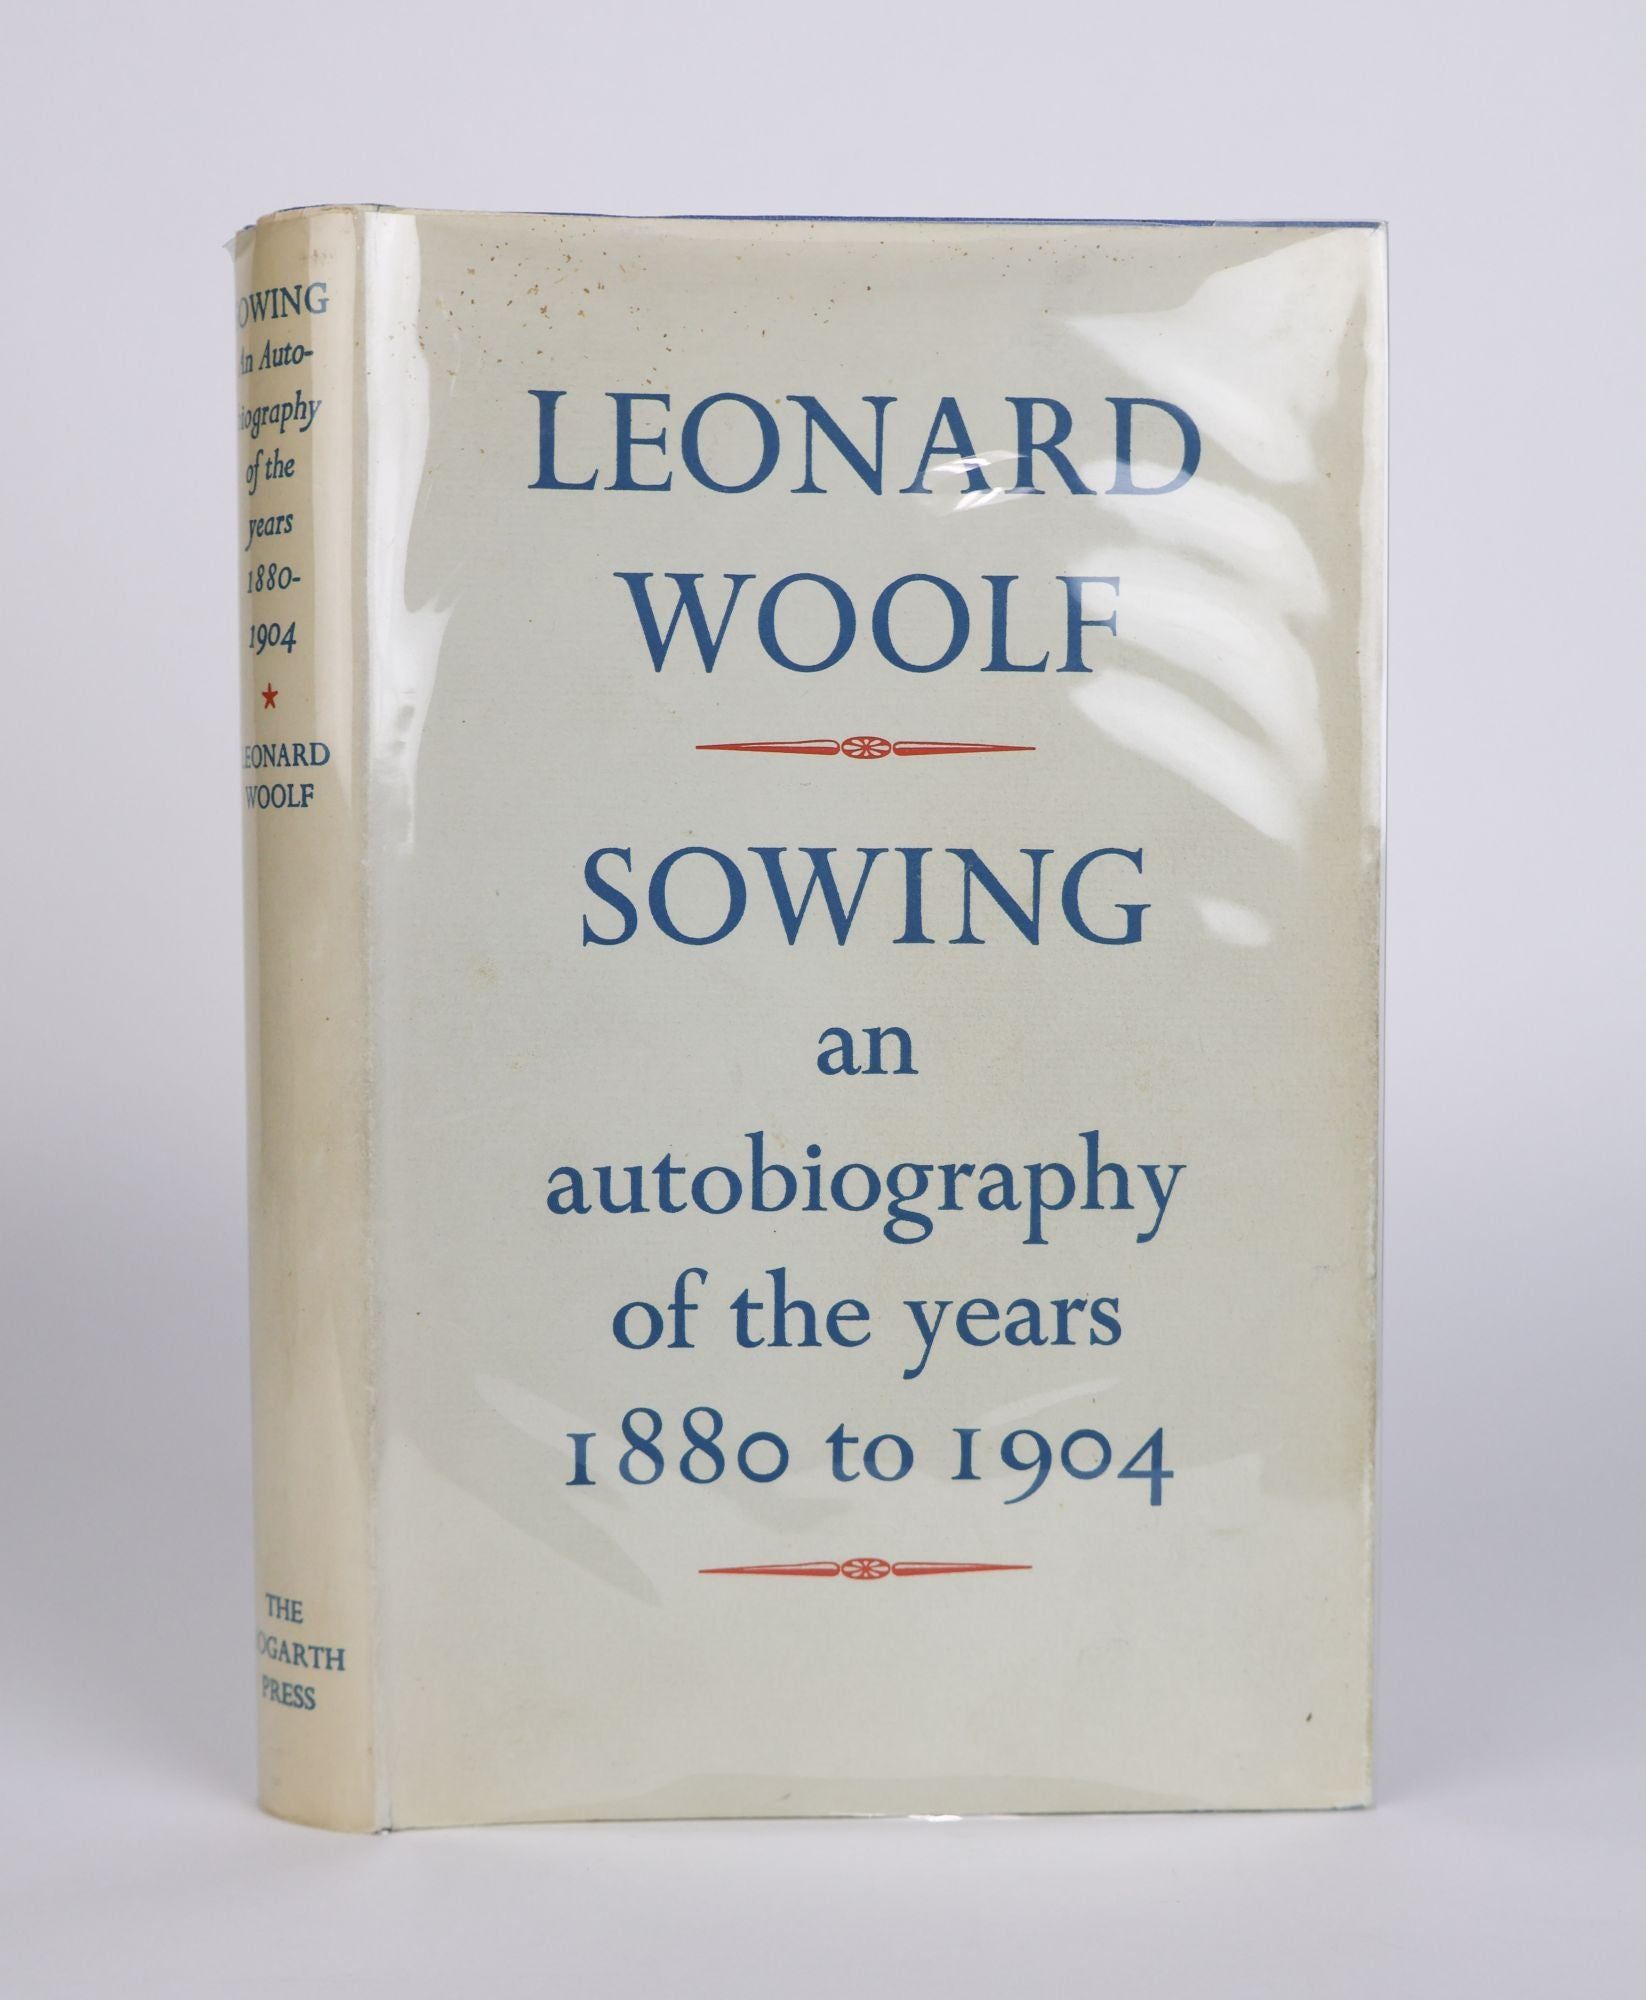 LEONARD
WOOLF
SOWING
an
autobiography
of the years
1880 to 1904
OWING
An Auto-
iography
of the
years
1880-
1904
LEONARD
WOOLF
THE
OGARTH
PRESS